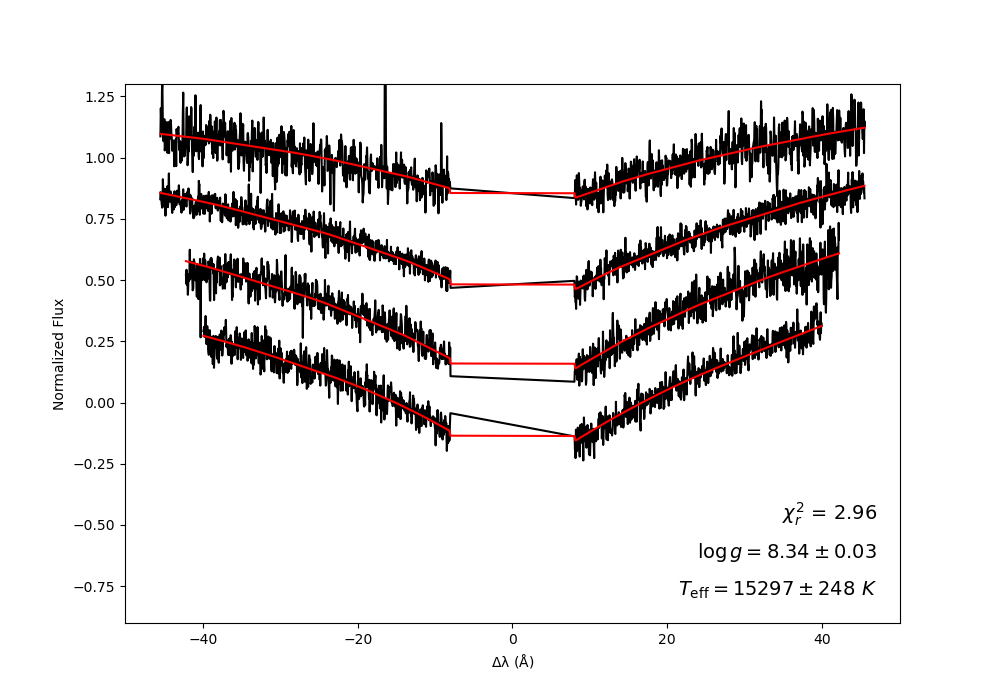 1.25
1.00
0.75
0.50
0.25
0.00
−0.25
−0.50
−0.75
Normalized Flux
χ²ᵣ = 2.96
log g = 8.34 ± 0.03
T_eff = 15297 ± 248 K
−40 −20 0 20 40
Δλ (Å)